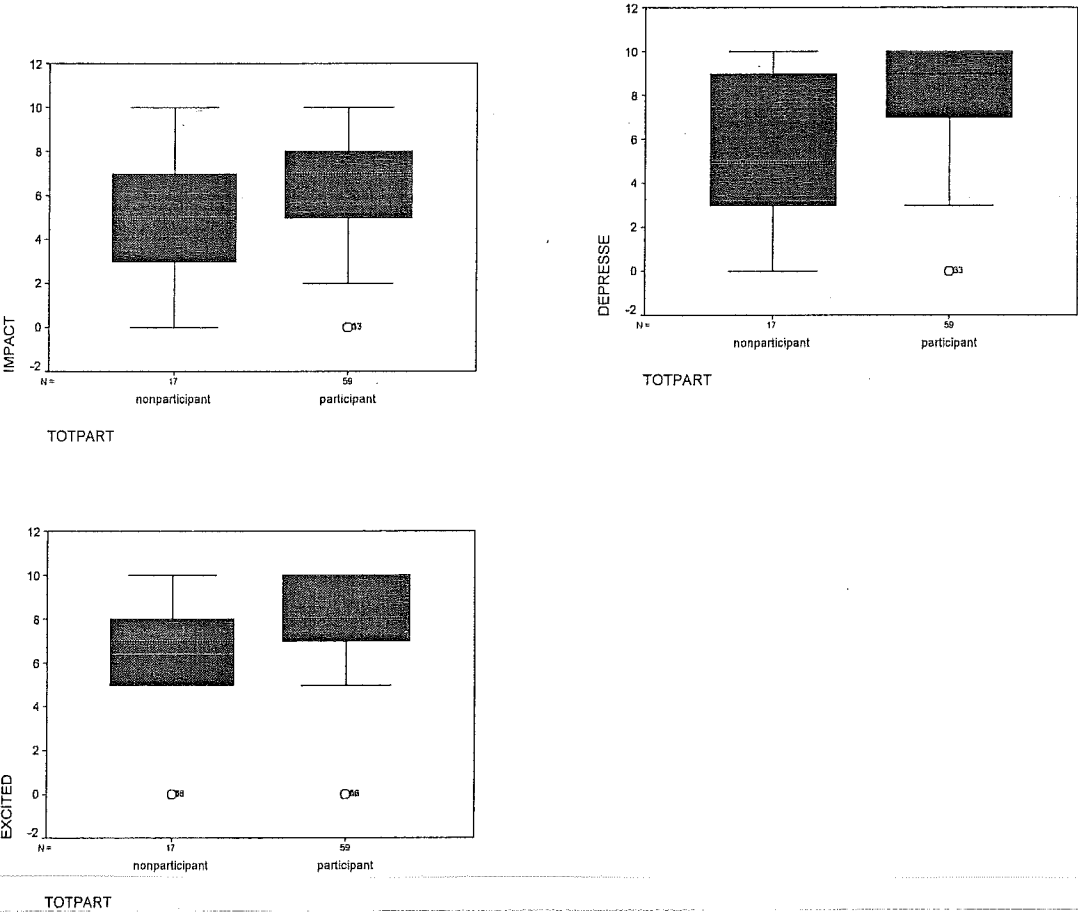 12
10
8
6
4
2
0
-2
IMPACT
N =
17
59
nonparticipant
participant
TOTPART
12
10
8
6
4
2
0
-2
DEPRESSE
N =
17
59
nonparticipant
participant
TOTPART
12
10
8
6
4
2
0
-2
EXCITED
N =
17
59
nonparticipant
participant
TOTPART